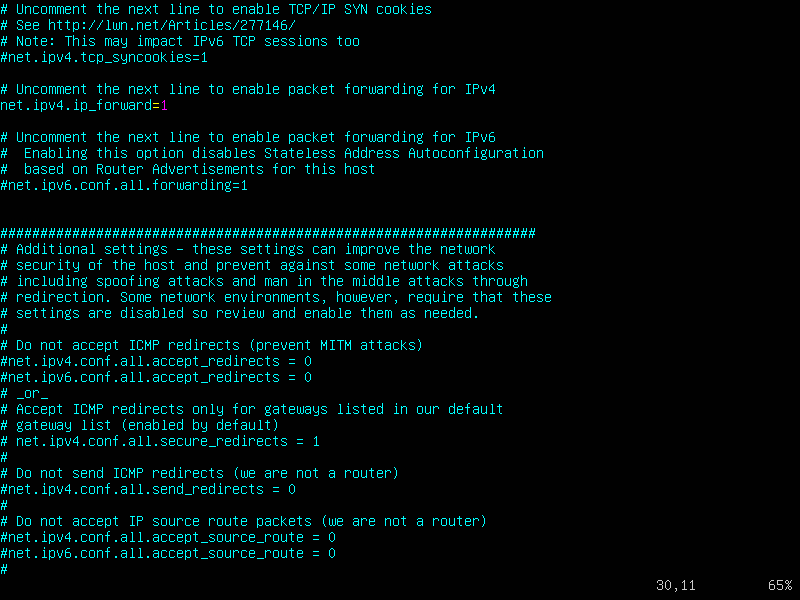 # Uncomment the next line to enable TCP/IP SYN cookies
# See http://lwn.net/Articles/277146/
# Note: This may impact IPv6 TCP sessions too
#net.ipv4.tcp_syncookies=1

# Uncomment the next line to enable packet forwarding for IPv4
net.ipv4.ip_forward=1

# Uncomment the next line to enable packet forwarding for IPv6
#  Enabling this option disables Stateless Address Autoconfiguration
#  based on Router Advertisements for this host
#net.ipv6.conf.all.forwarding=1


###################################################################
# Additional settings - these settings can improve the network
# security of the host and prevent against some network attacks
# including spoofing attacks and man in the middle attacks through
# redirection. Some network environments, however, require that these
# settings are disabled so review and enable them as needed.
#
# Do not accept ICMP redirects (prevent MITM attacks)
#net.ipv4.conf.all.accept_redirects = 0
#net.ipv6.conf.all.accept_redirects = 0
# _or_
# Accept ICMP redirects only for gateways listed in our default
# gateway list (enabled by default)
# net.ipv4.conf.all.secure_redirects = 1
#
# Do not send ICMP redirects (we are not a router)
#net.ipv4.conf.all.send_redirects = 0
#
# Do not accept IP source route packets (we are not a router)
#net.ipv4.conf.all.accept_source_route = 0
#net.ipv6.conf.all.accept_source_route = 0
#
30,11 65%